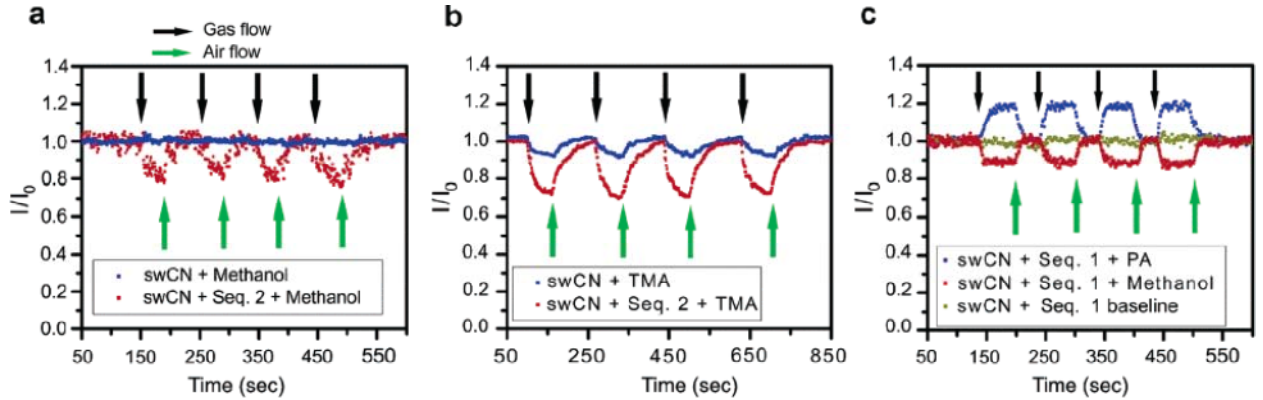 a
Gas flow
Air flow
1.4
1.2
1.0
0.8
0.6
0.4
0.2
0.0
I/I0
swCN + Methanol
swCN + Seq. 2 + Methanol
50 150 250 350 450 550
Time (sec)
b
1.4
1.2
1.0
0.8
0.6
0.4
0.2
0.0
I/I0
swCN + TMA
swCN + Seq. 2 + TMA
50 250 450 650 850
Time (sec)
c
1.4
1.2
1.0
0.8
0.6
0.4
0.2
0.0
I/I0
swCN + Seq. 1 + PA
swCN + Seq. 1 + Methanol
swCN + Seq. 1 baseline
50 150 250 350 450 550
Time (sec)